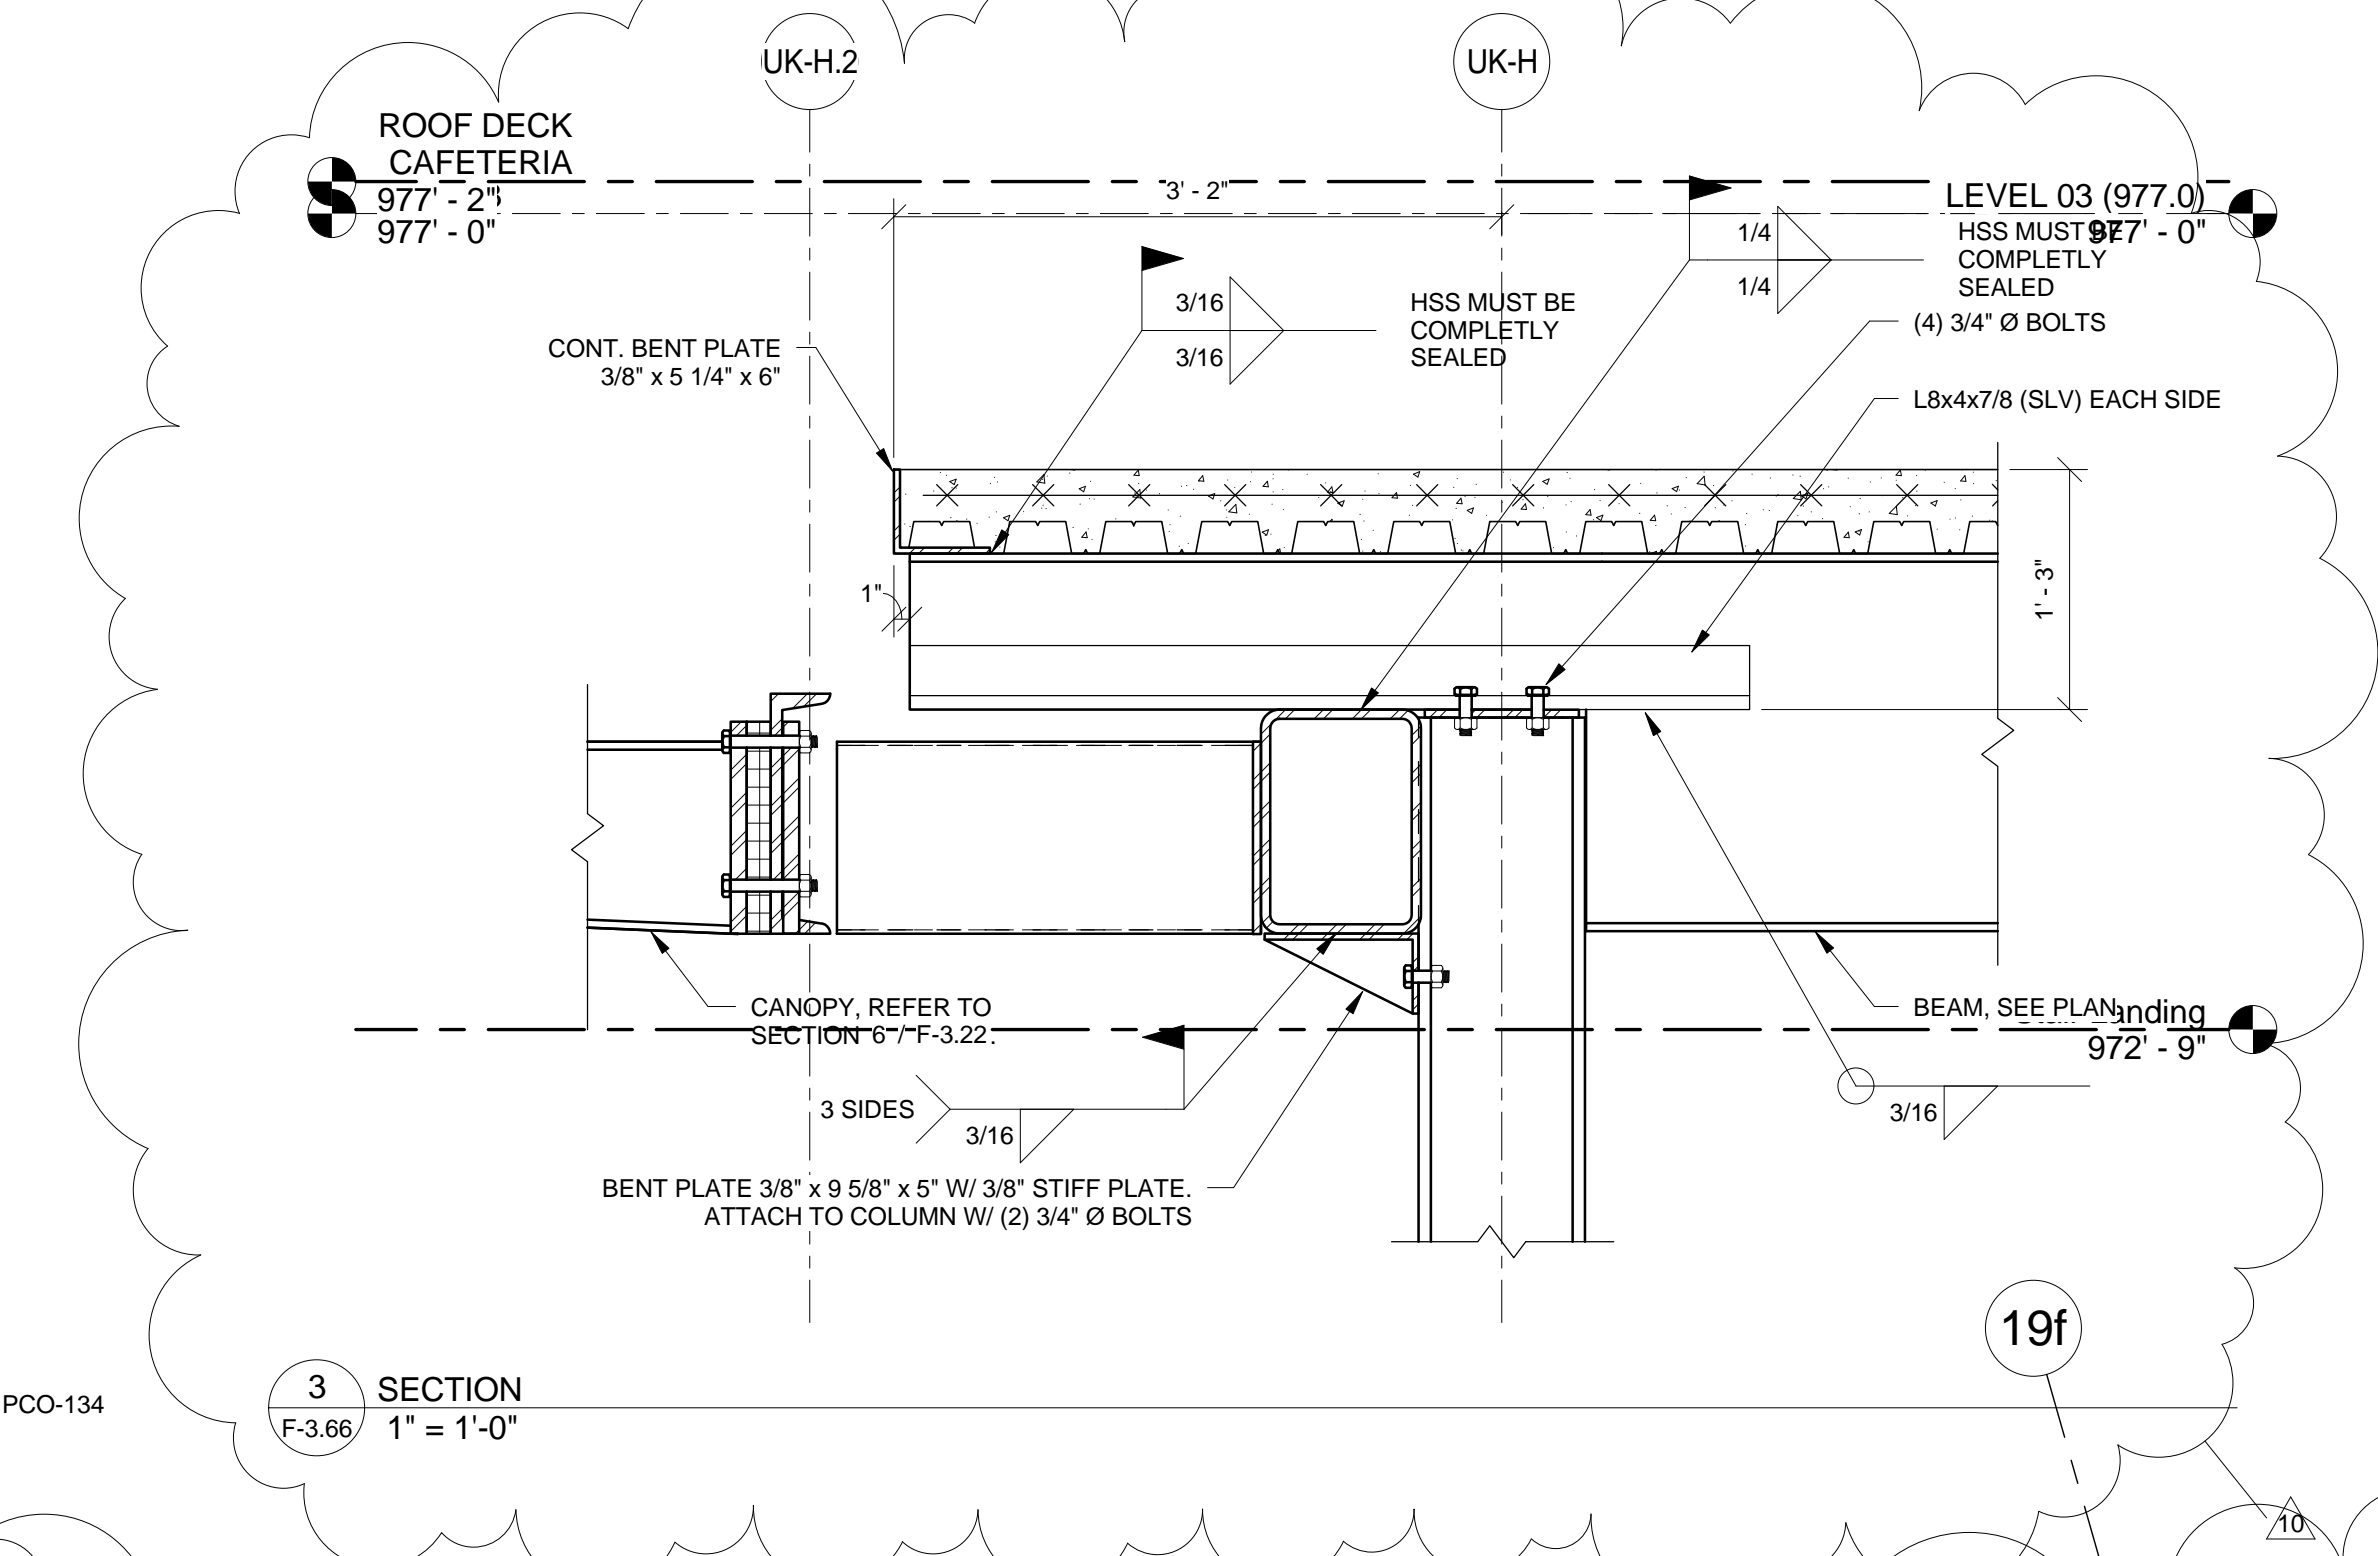 UK-H.2
UK-H
ROOF DECK
CAFETERIA
977' - 2"
977' - 0"
3' - 2"
LEVEL 03 (977.0)
977' - 0"
HSS MUST BE
COMPLETLY
SEALED
1/4
1/4
3/16
3/16
HSS MUST BE
COMPLETLY
SEALED
(4) 3/4" Ø BOLTS
CONT. BENT PLATE
3/8" x 5 1/4" x 6"
L8x4x7/8 (SLV) EACH SIDE
1"
1' - 3"
CANOPY, REFER TO
SECTION 6 / F-3.22.
BEAM, SEE PLAN
972' - 9"
3 SIDES
3/16
3/16
BENT PLATE 3/8" x 9 5/8" x 5" W/ 3/8" STIFF PLATE.
ATTACH TO COLUMN W/ (2) 3/4" Ø BOLTS
19f
PCO-134
3
F-3.66
SECTION
1" = 1'-0"
10